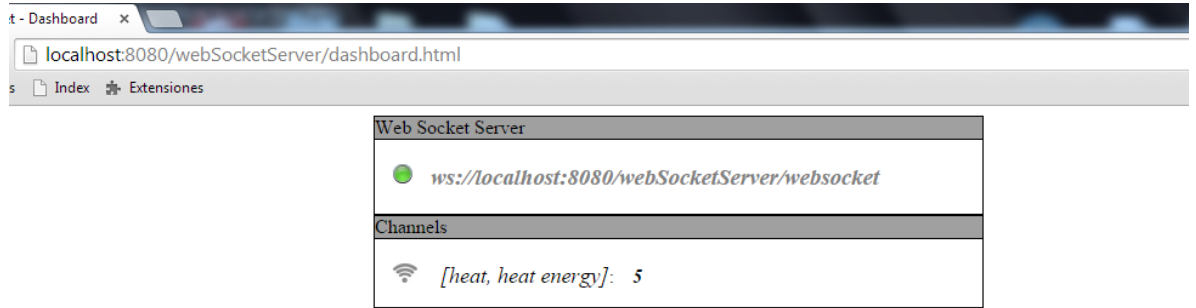 t - Dashboard ×
localhost:8080/webSocketServer/dashboard.html
s Index Extensiones
Web Socket Server
ws://localhost:8080/webSocketServer/websocket
Channels
[heat, heat energy]: 5